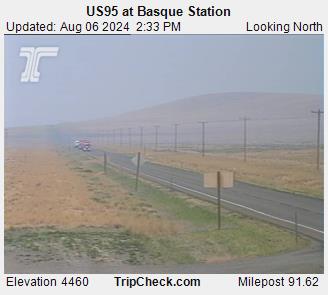 US95 at Basque Station
Updated: Aug 06 2024 2:33 PM Looking North
Elevation 4460 TripCheck.com Milepost 91.62